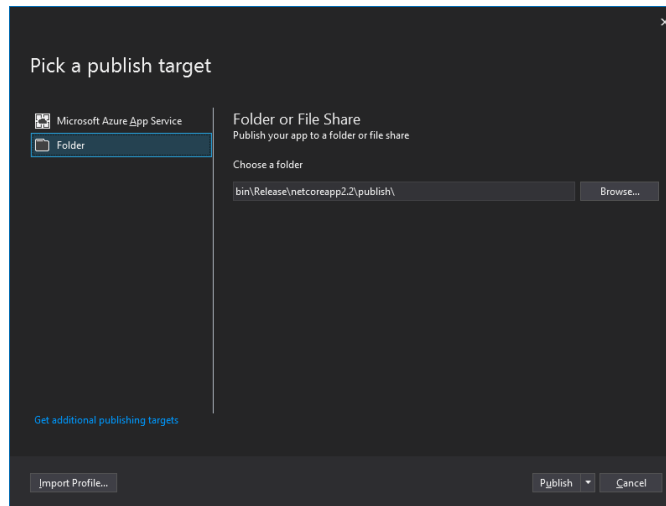 Pick a publish target
Microsoft Azure App Service
Folder
Get additional publishing targets
Folder or File Share
Publish your app to a folder or file share
Choose a folder
bin\Release\netcoreapp2.2\publish\
Browse...
Import Profile...
Publish
Cancel